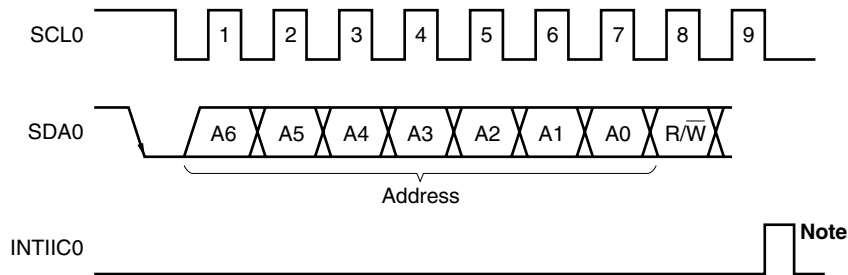 SCL0 1 2 3 4 5 6 7 8 9
SDA0 A6 A5 A4 A3 A2 A1 A0 R/W̅
Address
INTIIC0 Note